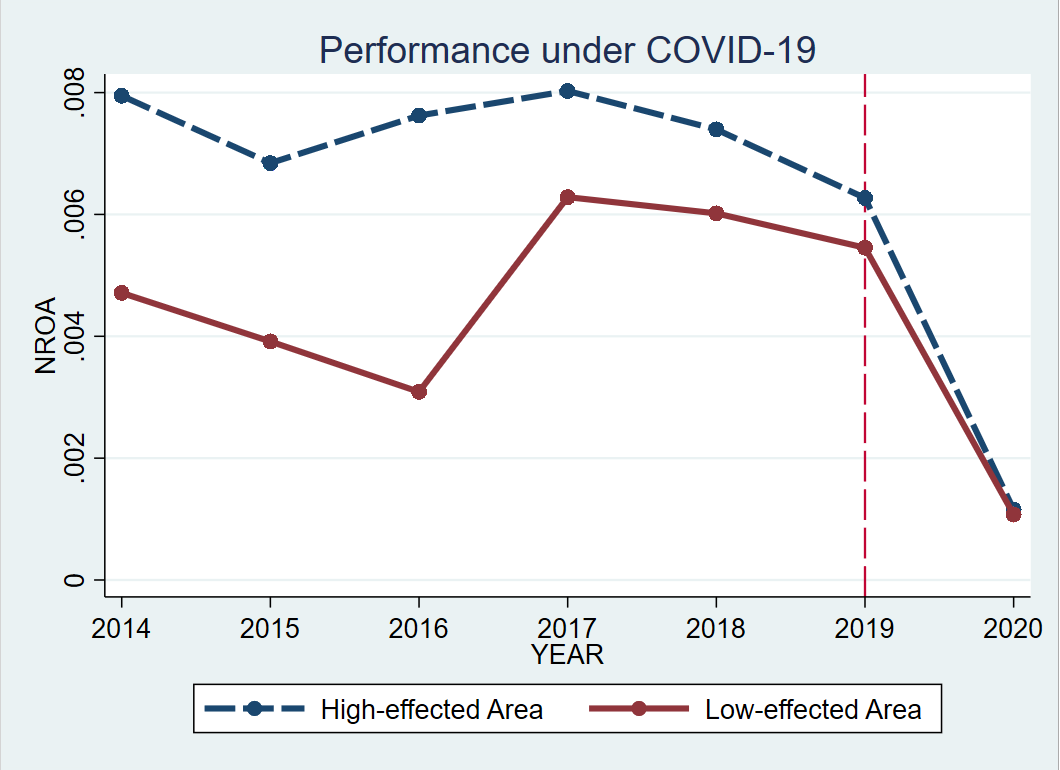 Performance under COVID-19
.008
.006
.004
.002
0
NROA
2014 2015 2016 2017 2018 2019 2020
YEAR
High-effected Area Low-effected Area